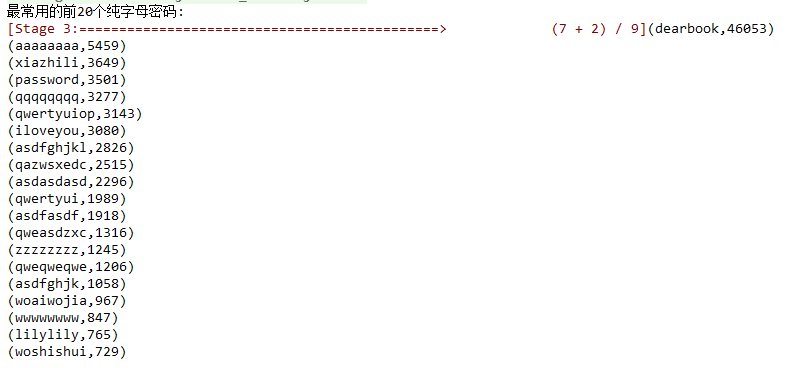 最常用的前20个纯字母密码:
[Stage 3:=============================================> (7 + 2) / 9](dearbook,46053)
(aaaaaaaa,5459)
(xiazhili,3649)
(password,3501)
(qqqqqqqq,3277)
(qwertyuiop,3143)
(iloveyou,3080)
(asdfghjkl,2826)
(qazwsxedc,2515)
(asdasdasd,2296)
(qwertyui,1989)
(asdfasdf,1918)
(qweasdzxc,1316)
(zzzzzzzz,1245)
(qweqweqwe,1206)
(asdfghjk,1058)
(woaiwojia,967)
(wwwwwwww,847)
(lilylily,765)
(woshishui,729)